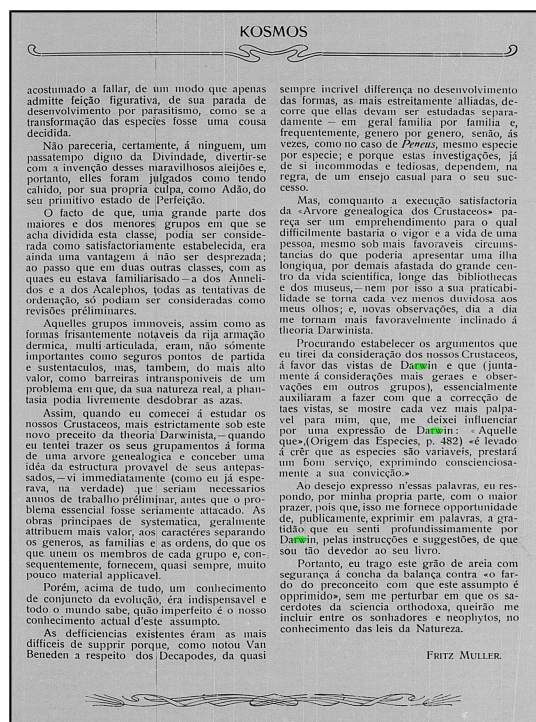 KOSMOS
acostumado a fallar, de um modo que apenas
admitte feição figurativa, de sua parada de
desenvolvimento por parasitismo, como se a
transformação das especies fosse uma cousa
decidida.
Não pareceria, certamente, á ninguem, um
passatempo digno da Divindade, divertir-se
com a invenção desses maravilhosos aleijões e,
portanto, elles foram julgados como tendo
cahido, por sua propria culpa, como Adão, do
seu primitivo estado de Perfeição.
O facto de que, uma grande parte dos
maiores e dos menores grupos em que se
acha dividida esta classe, podia ser conside-
rada como satisfactoriamente estabelecida, era
ainda uma vantagem á não ser desprezada;
ao passo que em duas outras classes, com as
quaes eu estava familiarisado—a dos Anneli-
dos e a dos Acalephos, todas as tentativas de
ordenação, só podiam ser consideradas como
revisões préliminares.
Aquelles grupos immoveis, assim como as
formas frisantemente notaveis da rija armação
dermica, multi-articulada, eram, não sómente
importantes como seguros pontos de partida
e sustentaculos, mas, tambem, do mais alto
valor, como barreiras intransponiveis de um
problema em que, da sua natureza real, a phan-
tasia podia livremente desdobrar as azas.
Assim, quando eu comecei á estudar os
nossos Crustaceos, mais estrictamente sob este
novo preceito da theoria Darwinista,—quando
eu tentei trazer os seus grupamentos á forma
de uma arvore genealogica e conceber uma
idéa da estructura provavel de seus antepas-
sados,—vi immediatamente (como eu já espe-
rava, na verdade) que seriam necessarios
annos de trabalho préliminar, antes que o pro-
blema essencial fosse seriamente attacado. As
obras principaes de systematica, geralmente
attribuem mais valor, aos caractéres separando
os generos, as familias e as ordens, do que os
que unem os membros de cada grupo e, con-
sequentemente, fornecem, quasi sempre, muito
pouco material applicavel.
Porém, acima de tudo, um conhecimento
de conjuncto da evolução, éra indispensavel e
todo o mundo sabe, quão imperfeito é o nosso
conhecimento actual d'este assumpto.
As defficiencias existentes éram as mais
difficeis de supprir porque, como notou Van
Beneden a respeito dos Decapodes, da quasi
sempre incrivel differença no desenvolvimento
das formas, as mais estreitamente alliadas, de-
corre que ellas devam ser estudadas separa-
damente — em geral familia por familia e,
frequentemente, genero por genero, senão, ás
vezes, como no caso de Peneus, mesmo especie
por especie; e porque estas investigações, já
de si incommodas e tediosas, dependem, na
regra, de um ensejo casual para o seu suc-
cesso.
Mas, comquanto a execução satisfactoria
da «Arvore genealogica dos Crustaceos» pa-
reça ser um emprehendimento para o qual
difficilmente bastaria o vigor e a vida de uma
pessoa, mesmo sob mais favoraveis circums-
tancias do que poderia apresentar uma ilha
longiqua, por demais afastada do grande cen-
tro da vida scientifica, longe das bibliothecas
e dos museus,—nem por isso a sua praticabi-
lidade se torna cada vez menos duvidosa aos
meus olhos; e, novas observações, dia a dia
me tornam mais favoravelmente inclinado á
theoria Darwinista.
Procurando estabelecer os argumentos que
eu tirei da consideração dos nossos Crustaceos,
á favor das vistas de Darwin e que (junta-
mente á considerações mais geraes e obser-
vações em outros grupos), essencialmente
auxiliaram a fazer com que a correcção de
taes vistas, se mostre cada vez mais palpa-
vel para mim, que, me deixei influenciar
por uma expressão de Darwin: «Aquelle
que»,(Origem das Especies, p. 482) «é levado
á crêr que as especies são variaveis, prestará
um bom serviço, exprimindo conscienciosa-
mente a sua convicção.»
Ao desejo expresso n'essas palavras, eu res-
pondo, por minha propria parte, com o maior
prazer, pois que, isso me fornece opportunidade
de, publicamente, exprimir em palavras, a gra-
tidão que eu senti profundissimamente por
Darwin, pelas instrucções e suggestões, de que
sou tão devedor ao seu livro.
Portanto, eu trago este grão de areia com
segurança á concha da balança contra «o far-
do do preconceito com que este assumpto é
opprimido», sem me perturbar em que os sa-
cerdotes da sciencia orthodoxa, queirão me
incluir entre os sonhadores e neophytos, no
conhecimento das leis da Natureza.
FRITZ MULLER.